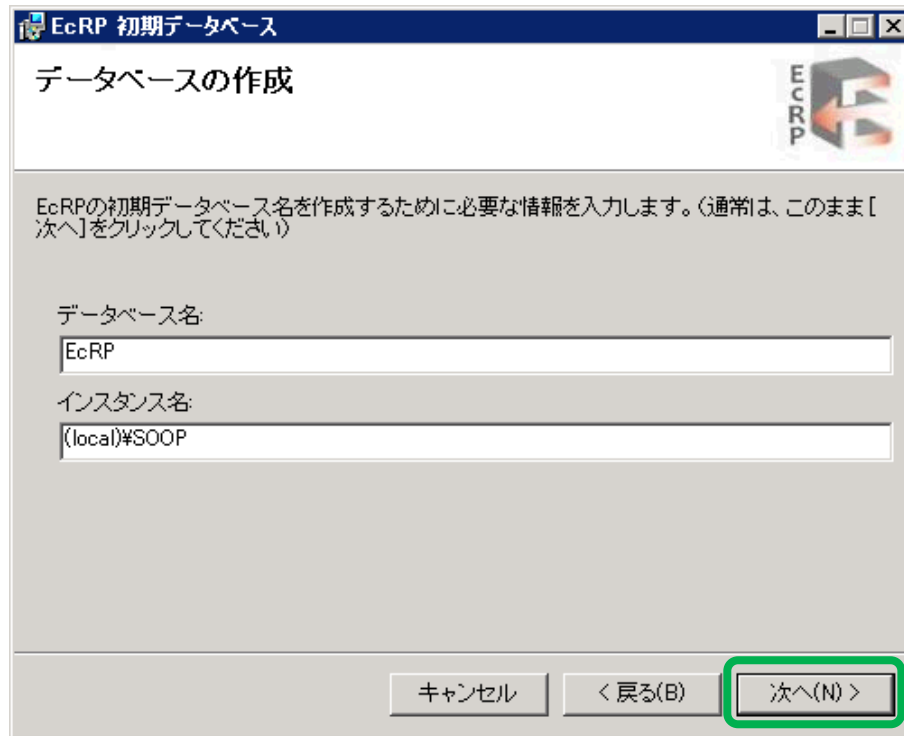 EcRP 初期データベース
データベースの作成
EcRP
EcRPの初期データベース名を作成するために必要な情報を入力します。(通常は、このまま[
次へ]をクリックしてください)
データベース名:
EcRP
インスタンス名:
(local)¥SOOP
キャンセル
< 戻る(B)
次へ(N) >